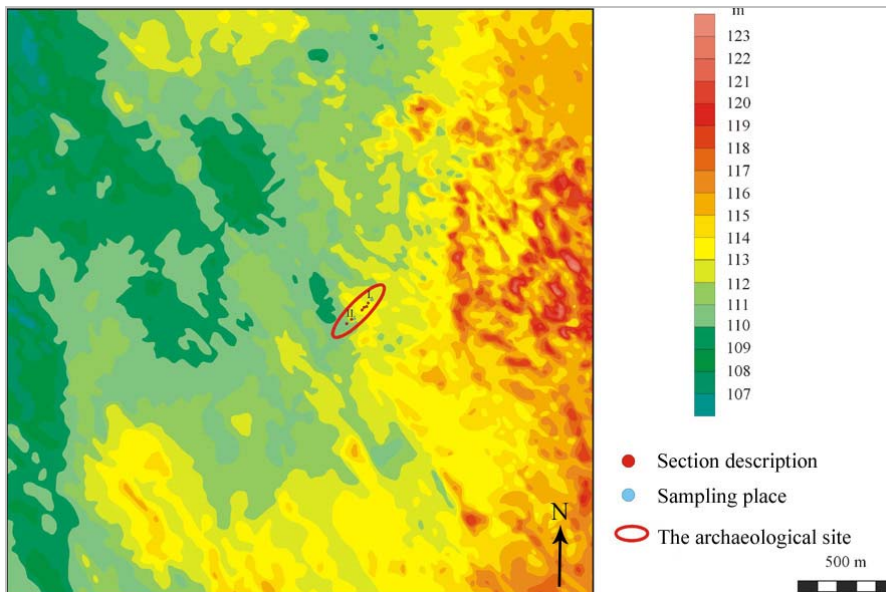 m
123
122
121
120
119
118
117
116
115
114
113
112
111
110
109
108
107
I
II
N
Section description
Sampling place
The archaeological site
500 m